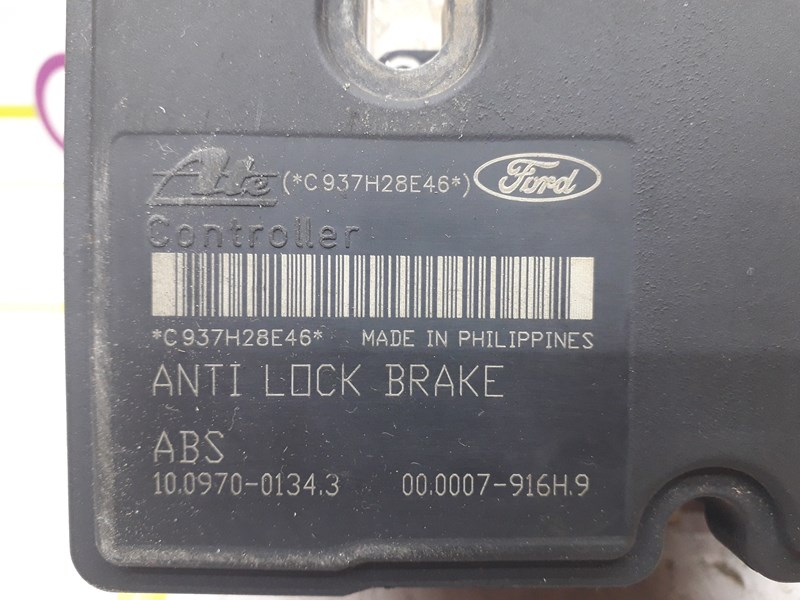 Ate (*C937H28E46*) Ford
Controller
*C937H28E46* MADE IN PHILIPPINES
ANTI LOCK BRAKE
ABS
10.0970-0134.3 00.0007-916H.9